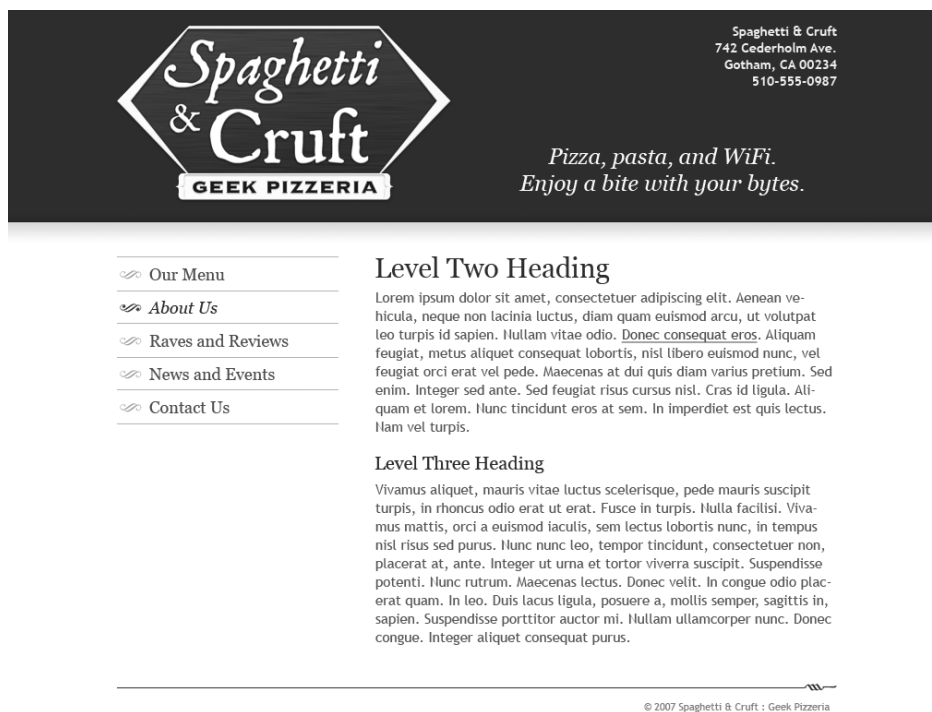 Spaghetti
& Cruft
GEEK PIZZERIA
Spaghetti & Cruft
742 Cederholm Ave.
Gotham, CA 00234
510-555-0987
Pizza, pasta, and WiFi.
Enjoy a bite with your bytes.
Our Menu
About Us
Raves and Reviews
News and Events
Contact Us
Level Two Heading
Lorem ipsum dolor sit amet, consectetuer adipiscing elit. Aenean ve-
hicula, neque non lacinia luctus, diam quam euismod arcu, ut volutpat
leo turpis id sapien. Nullam vitae odio. Donec consequat eros. Aliquam
feugiat, metus aliquet consequat lobortis, nisl libero euismod nunc, vel
feugiat orci erat vel pede. Maecenas at dui quis diam varius pretium. Sed
enim. Integer sed ante. Sed feugiat risus cursus nisl. Cras id ligula. Ali-
quam et lorem. Nunc tincidunt eros at sem. In imperdiet est quis lectus.
Nam vel turpis.
Level Three Heading
Vivamus aliquet, mauris vitae luctus scelerisque, pede mauris suscipit
turpis, in rhoncus odio erat ut erat. Fusce in turpis. Nulla facilisi. Viva-
mus mattis, orci a euismod iaculis, sem lectus lobortis nunc, in tempus
nisl risus sed purus. Nunc nunc leo, tempor tincidunt, consectetuer non,
placerat at, ante. Integer ut urna et tortor viverra suscipit. Suspendisse
potenti. Nunc rutrum. Maecenas lectus. Donec velit. In congue odio plac-
erat quam. In leo. Duis lacus ligula, posuere a, mollis semper, sagittis in,
sapien. Suspendisse porttitor auctor mi. Nullam ullamcorper nunc. Donec
congue. Integer aliquet consequat purus.
© 2007 Spaghetti & Cruft : Geek Pizzeria